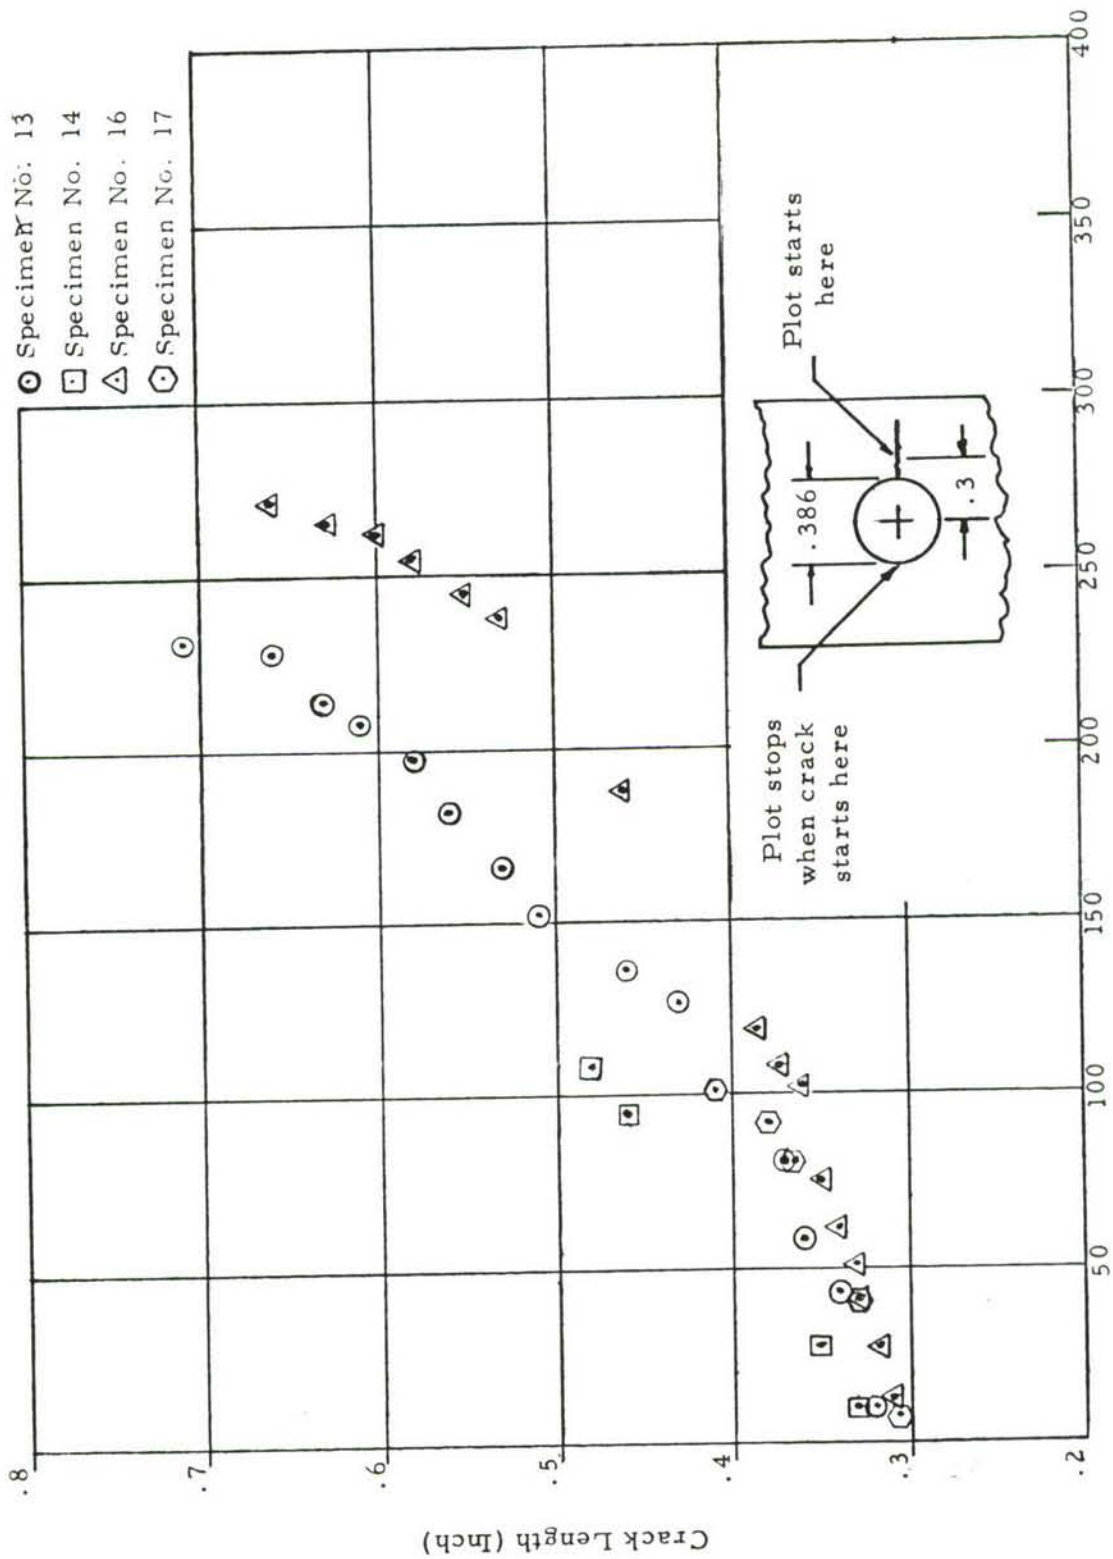 Specimen No. 13
Specimen No. 14
Specimen No. 16
Specimen No. 17
Crack Length (Inch)
.8
.7
.6
.5
.4
.3
.2
50
100
150
200
250
300
350
400
Plot stops
when crack
starts here
.386
.3
Plot starts
here